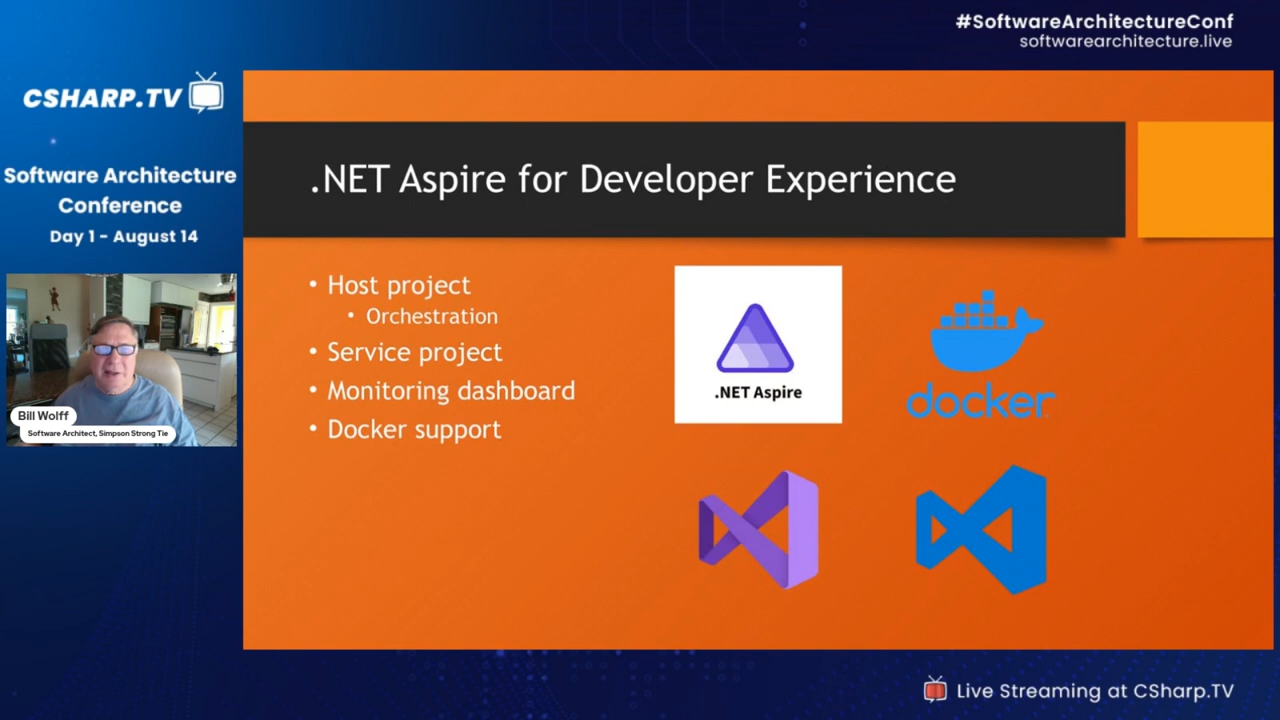 #SoftwareArchitectureConf
softwarearchitecture.live
CSHARP.TV
Software Architecture
Conference
Day 1 - August 14
Bill Wolff
Software Architect, Simpson Strong Tie
.NET Aspire for Developer Experience
• Host project
• Orchestration
• Service project
• Monitoring dashboard
• Docker support
.NET Aspire
docker
Live Streaming at CSharp.TV